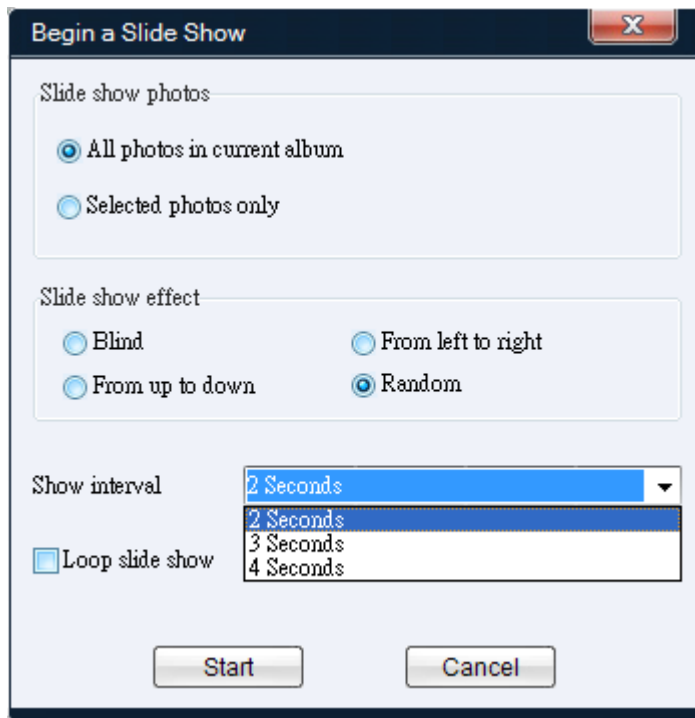 Begin a Slide Show
Slide show photos
All photos in current album
Selected photos only
Slide show effect
Blind
From left to right
From up to down
Random
Show interval
2 Seconds
2 Seconds
3 Seconds
4 Seconds
Loop slide show
Start
Cancel